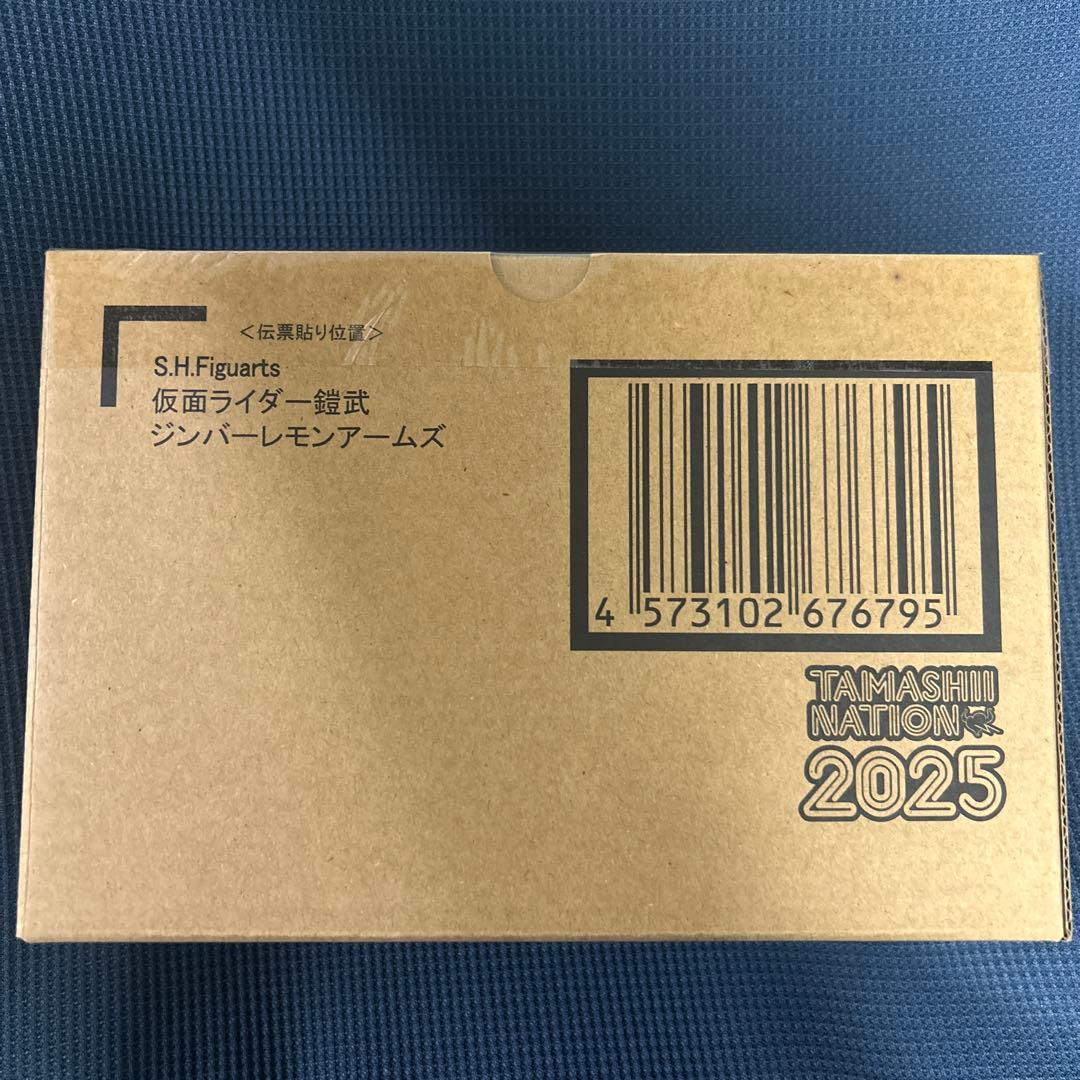 ＜伝票貼り位置＞
S.H.Figuarts
仮面ライダー鎧武
ジンバーレモンアームズ
4 573102 676795
TAMASHII
NATION
2025